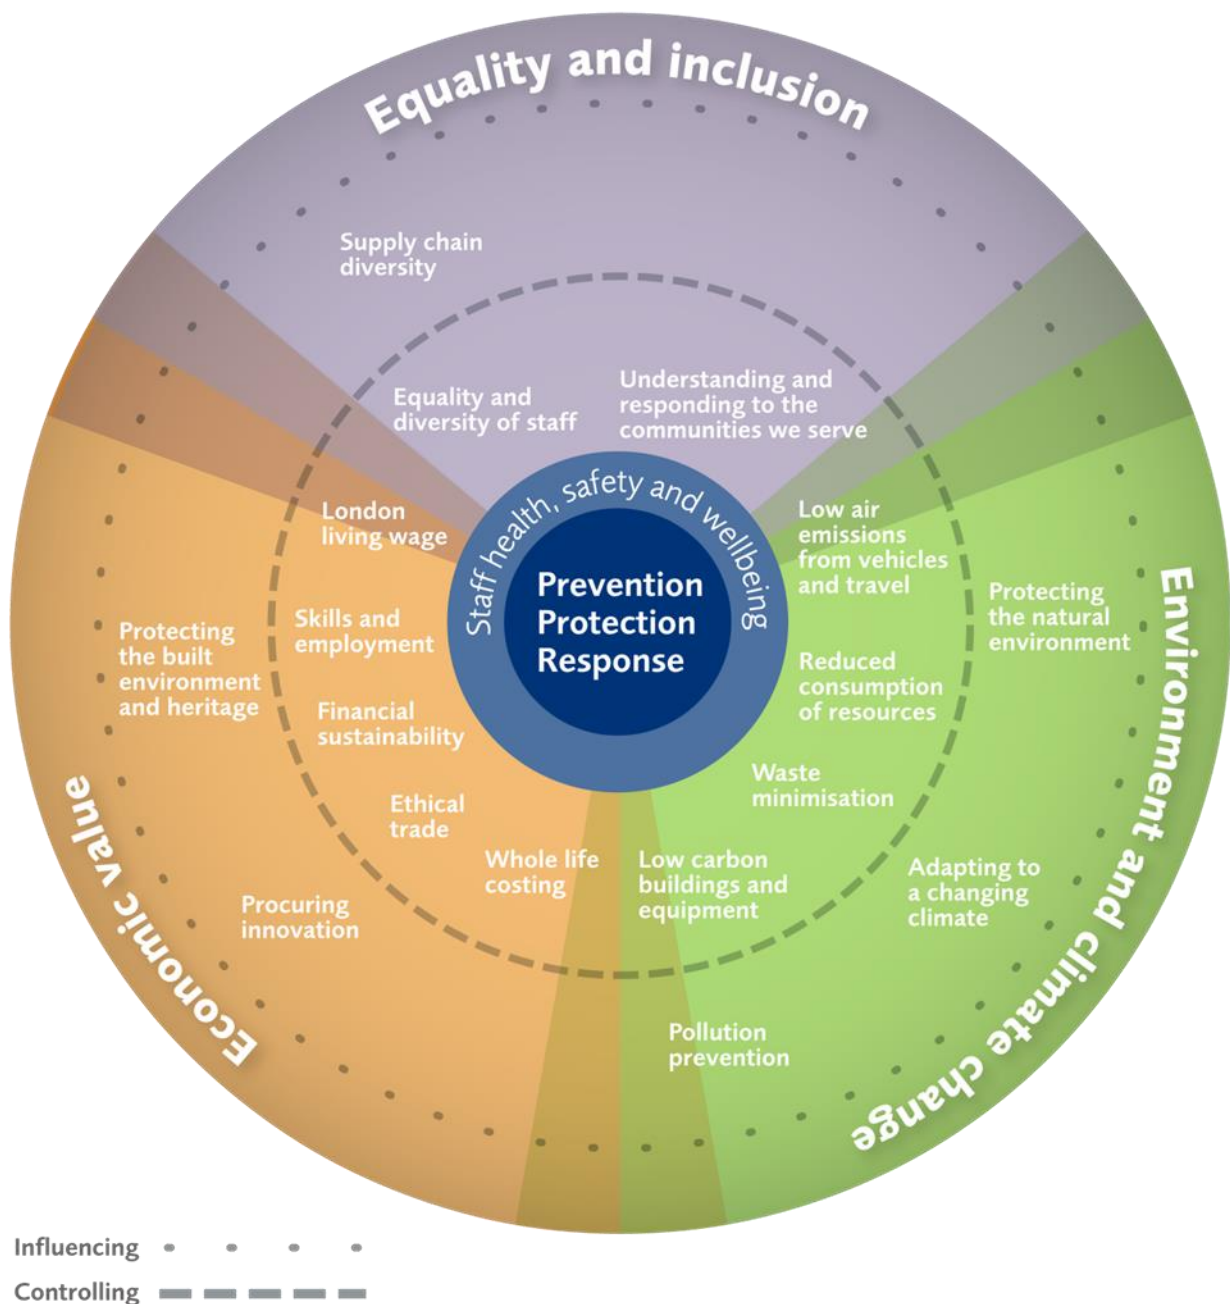 Equality and inclusion
Supply chain
diversity
Equality and
diversity of staff
Understanding and
responding to the
communities we serve
Staff health, safety and wellbeing
Prevention
Protection
Response
London
living wage
Skills and
employment
Protecting
the built
environment
and heritage
Financial
sustainability
Ethical
trade
Whole life
costing
Procuring
innovation
Economic value
Low air
emissions
from vehicles
and travel
Protecting
the natural
environment
Reduced
consumption
of resources
Waste
minimisation
Low carbon
buildings and
equipment
Adapting to
a changing
climate
Pollution
prevention
Environment and climate change
Influencing
Controlling